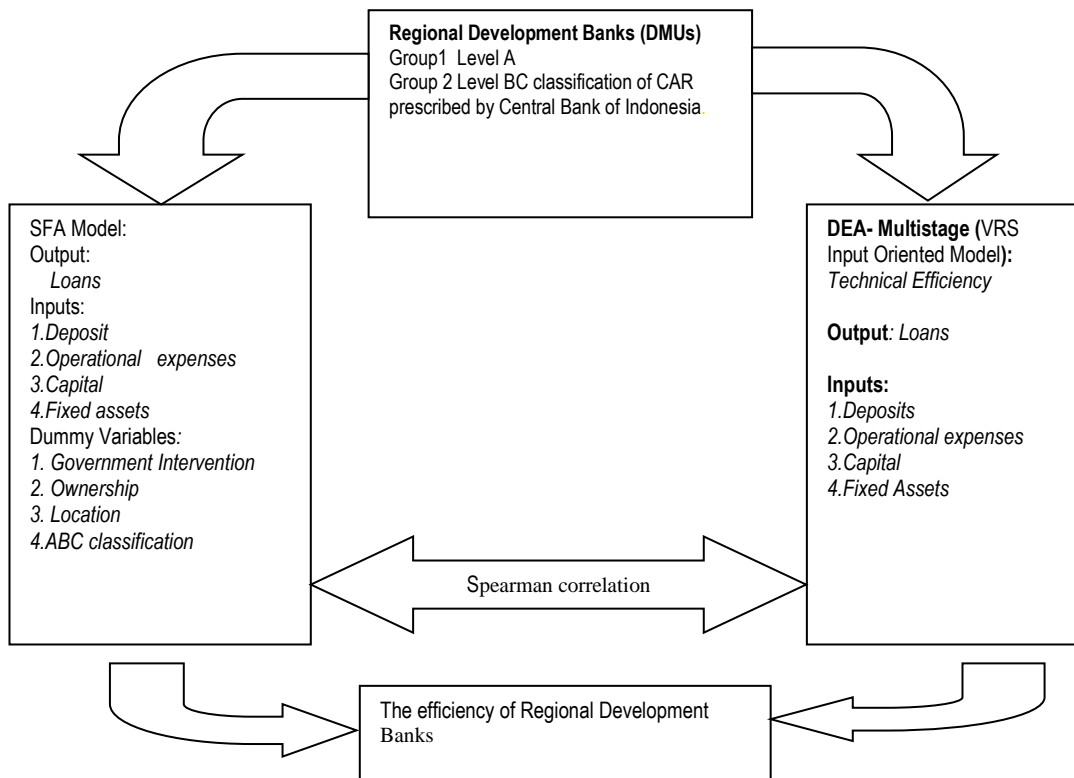 Regional Development Banks (DMUs)
Group1 Level A
Group 2 Level BC classification of CAR
prescribed by Central Bank of Indonesia.
SFA Model:
Output:
Loans
Inputs:
1.Deposit
2.Operational expenses
3.Capital
4.Fixed assets
Dummy Variables:
1. Government Intervention
2. Ownership
3. Location
4.ABC classification
DEA- Multistage (VRS
Input Oriented Model):
Technical Efficiency
Output: Loans
Inputs:
1.Deposits
2.Operational expenses
3.Capital
4.Fixed Assets
Spearman correlation
The efficiency of Regional Development
Banks